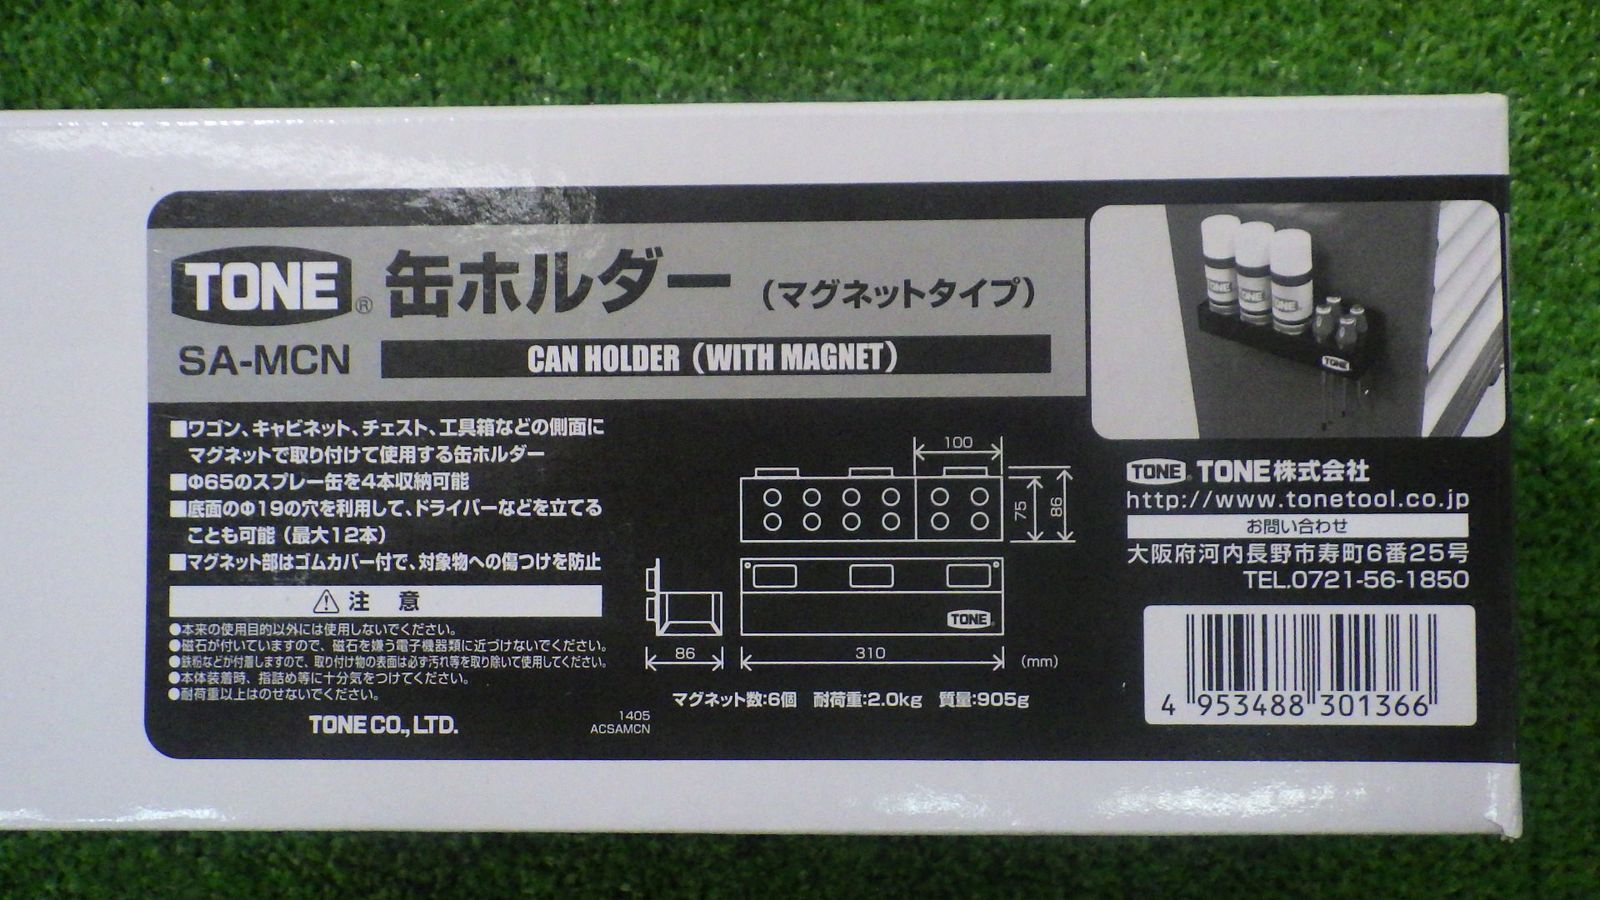 TONE® 缶ホルダー (マグネットタイプ)
SA-MCN CAN HOLDER (WITH MAGNET)
■ワゴン、キャビネット、チェスト、工具箱などの側面に
マグネットで取り付けて使用する缶ホルダー
■Φ65のスプレー缶を4本収納可能
■底面のΦ19の穴を利用して、ドライバーなどを立てる
ことも可能(最大12本)
■マグネット部はゴムカバー付で、対象物への傷つけを防止
⚠注 意
●本来の使用目的以外には使用しないでください。
●磁石が付いていますので、磁石を嫌う電子機器類に近づけないでください。
●鉄粉などが付着しますので、取り付け物の表面は必ず汚れ等を取り除いて使用してください。
●本体装着時、指詰め等に十分気をつけてください。
●耐荷重以上はのせないでください。
TONE CO., LTD.
1405
ACSAMCN
100
75
86
TONE
86
310
(mm)
マグネット数:6個 耐荷重:2.0kg 質量:905g
TONE
TONE
TONE
TONE
TONE® TONE株式会社
http://www.tonetool.co.jp
お問い合わせ
大阪府河内長野市寿町6番25号
TEL.0721-56-1850
4 953488 301366